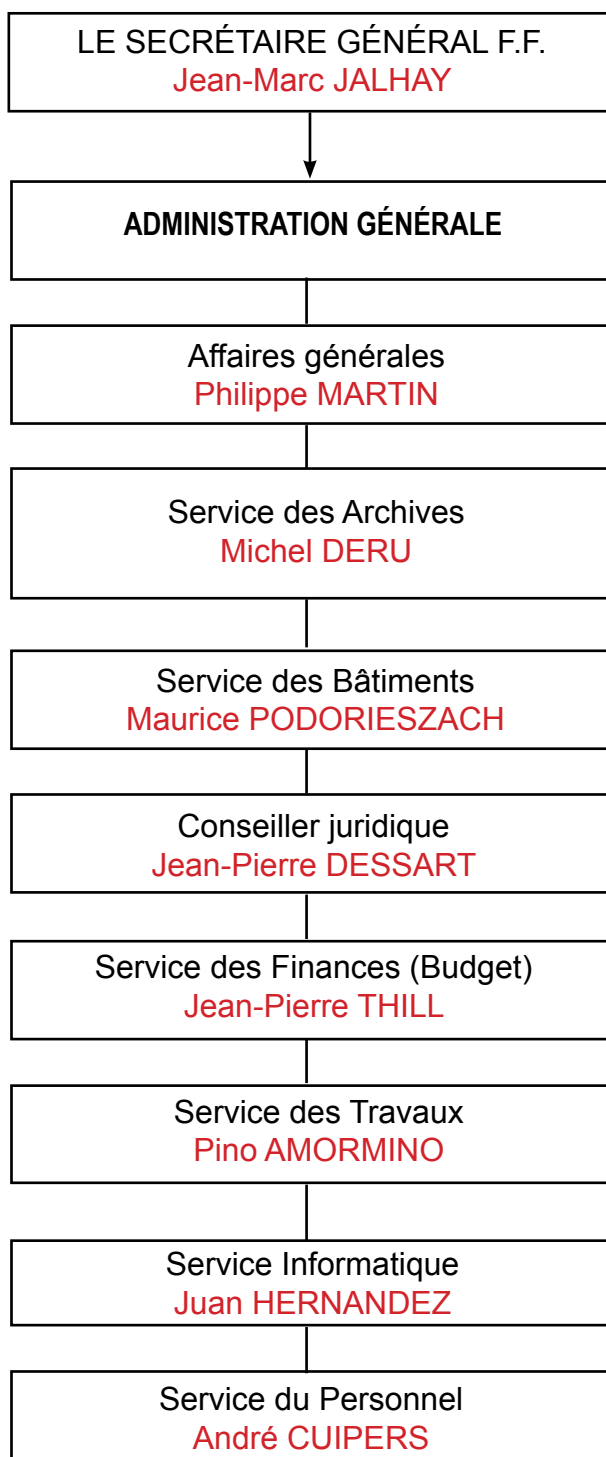 LE SECRÉTAIRE GÉNÉRAL F.F.
Jean-Marc JALHAY
ADMINISTRATION GÉNÉRALE
Affaires générales
Philippe MARTIN
Service des Archives
Michel DERU
Service des Bâtiments
Maurice PODORIESZACH
Conseiller juridique
Jean-Pierre DESSART
Service des Finances (Budget)
Jean-Pierre THILL
Service des Travaux
Pino AMORMINO
Service Informatique
Juan HERNANDEZ
Service du Personnel
André CUIPERS